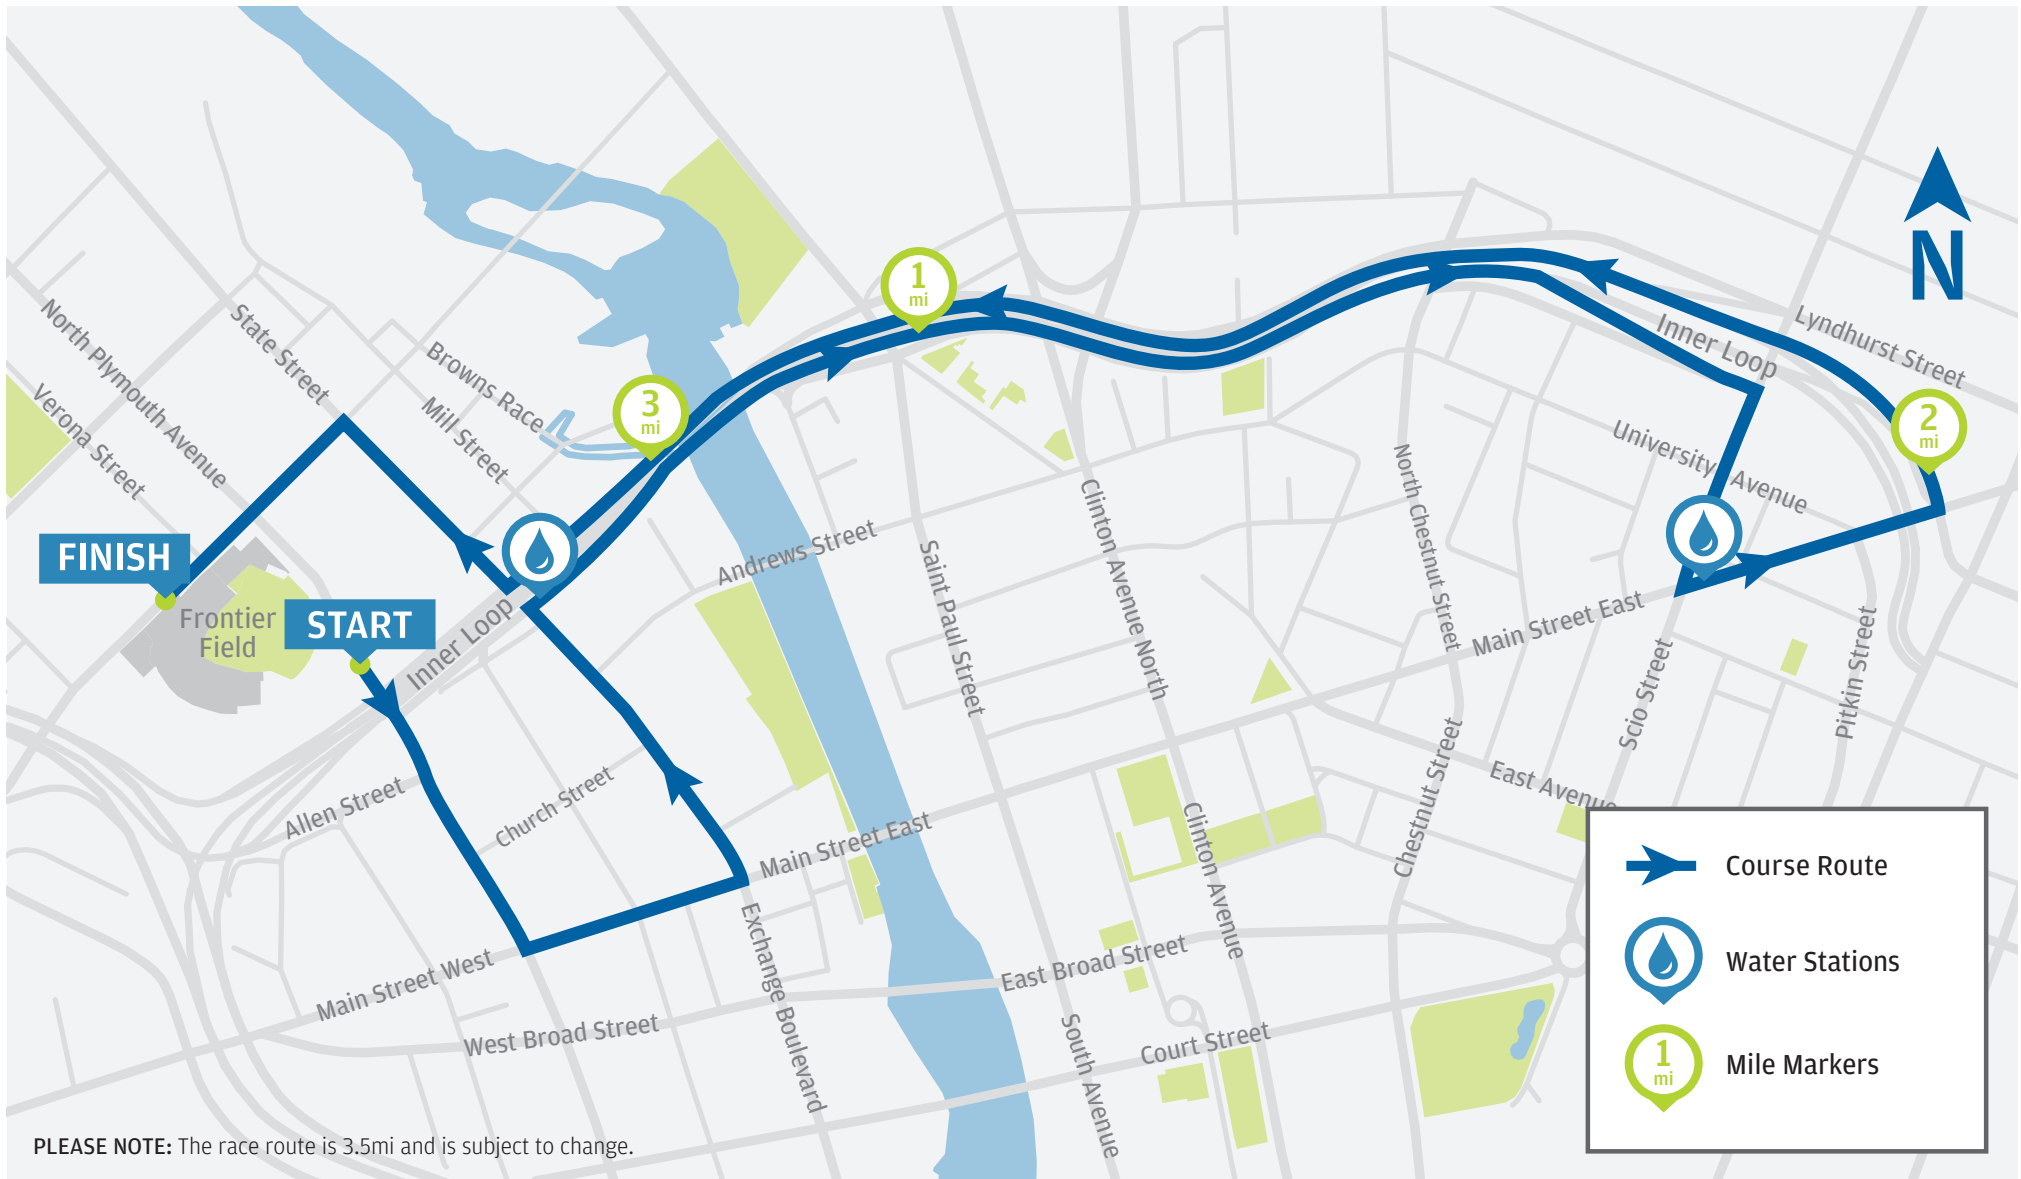 N
1
mi
Lyndhurst Street
Inner Loop
North Plymouth Avenue
State Street
Browns Race
Verona Street
Mill Street
3
mi
2
mi
University Avenue
North Chestnut Street
Clinton Avenue North
Andrews Street
Saint Paul Street
FINISH
Frontier
Field
START
Inner Loop
Main Street East
Scio Street
Pitkin Street
Allen Street
Church Street
Main Street East
Chestnut Street
East Avenue
Clinton Avenue
Exchange Boulevard
Main Street West
West Broad Street
East Broad Street
South Avenue
Court Street
Course Route
Water Stations
1
mi
Mile Markers
PLEASE NOTE: The race route is 3.5mi and is subject to change.